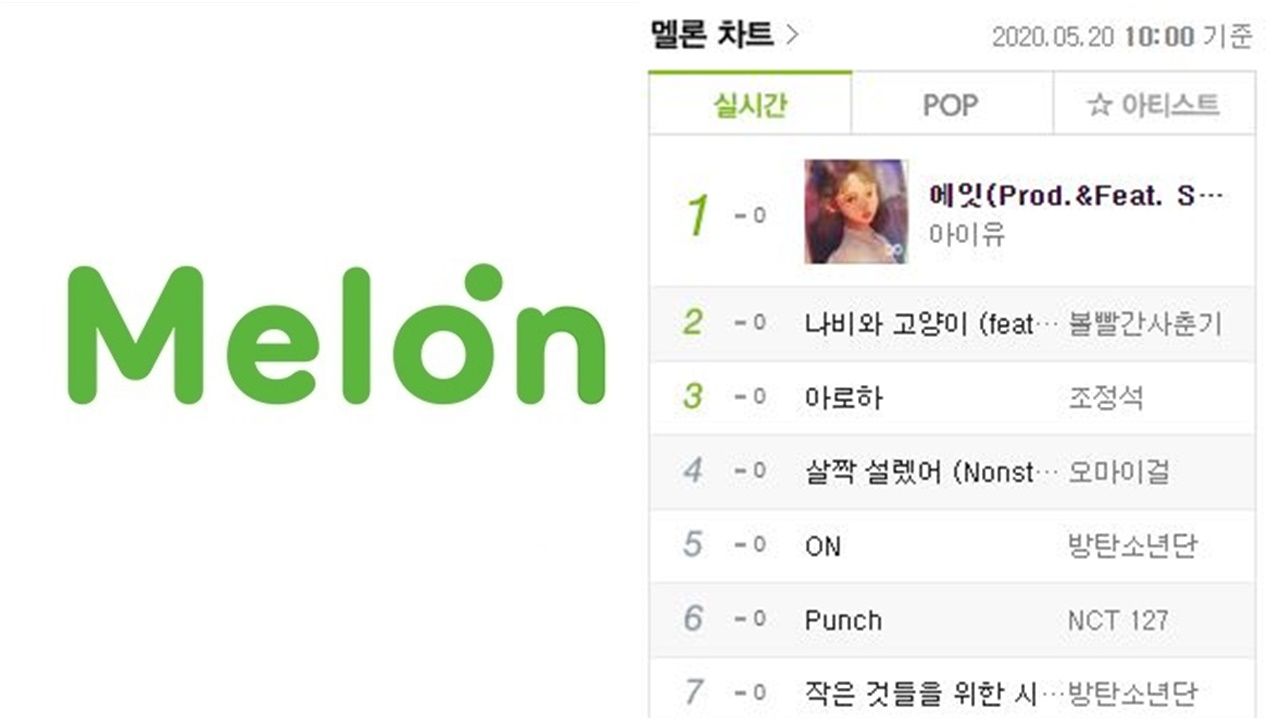 Melon
멜론 차트 >
2020.05.20 10:00 기준
실시간 POP ☆ 아티스트
1 - 0 에잇(Prod.&Feat. S…
아이유
2 - 0 나비와 고양이 (feat… 볼빨간사춘기
3 - 0 아로하 조정석
4 - 0 살짝 설렜어 (Nonst… 오마이걸
5 - 0 ON 방탄소년단
6 - 0 Punch NCT 127
7 - 0 작은 것들을 위한 시… 방탄소년단